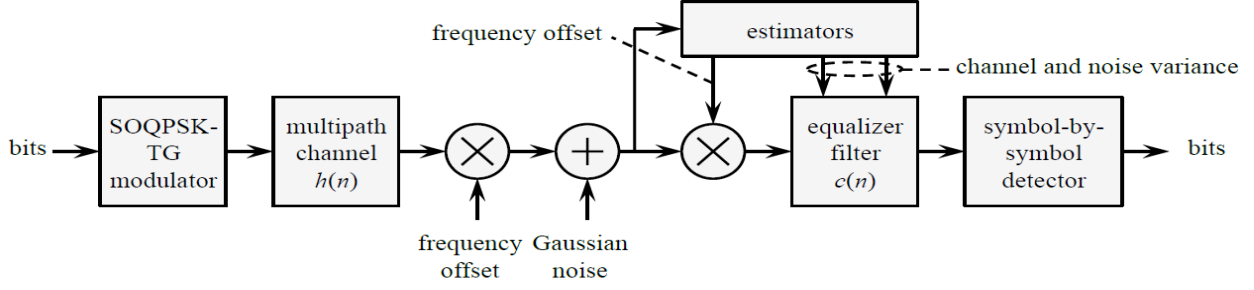 estimators
frequency offset
channel and noise variance
bits
SOQPSK-
TG
modulator
multipath
channel
h(n)
equalizer
filter
c(n)
symbol-by-
symbol
detector
bits
frequency
offset
Gaussian
noise